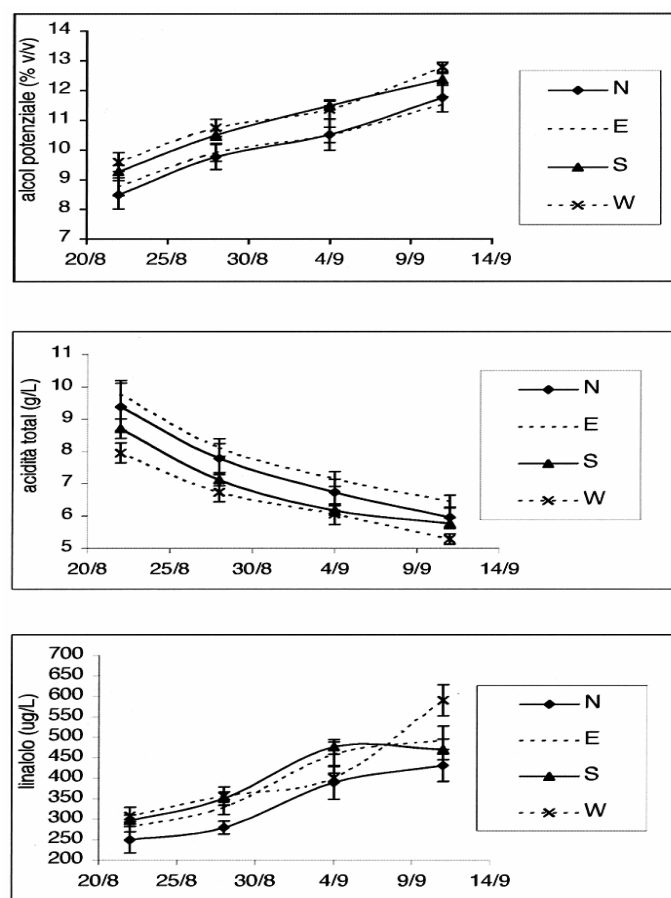 alcol potenziale (% v/v)
14
13
12
11
10
9
8
7
20/8 25/8 30/8 4/9 9/9 14/9
N
E
S
W
acidità total (g/L)
11
10
9
8
7
6
5
20/8 25/8 30/8 4/9 9/9 14/9
N
E
S
W
linalolo (ug/L)
700
650
600
550
500
450
400
350
300
250
200
20/8 25/8 30/8 4/9 9/9 14/9
N
E
S
W